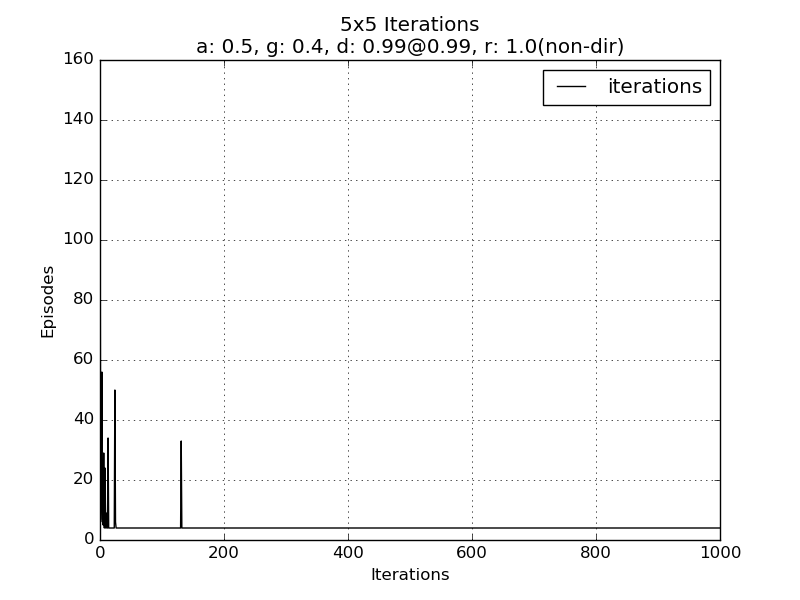 5x5 Iterations
a: 0.5, g: 0.4, d: 0.99@0.99, r: 1.0(non-dir)
iterations
160
140
120
100
80
60
40
20
0
Episodes
0 200 400 600 800 1000
Iterations